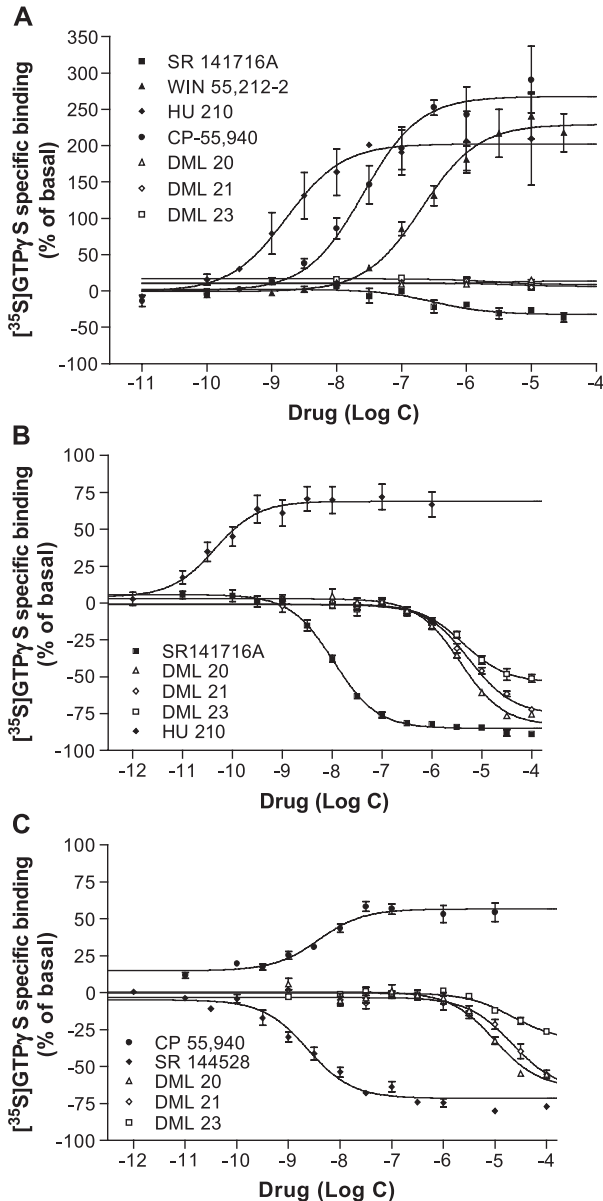 A
[35S]GTPγS specific binding
(% of basal)
350
300
250
200
150
100
50
0
-50
-100
SR 141716A
WIN 55,212-2
HU 210
CP-55,940
DML 20
DML 21
DML 23
-11 -10 -9 -8 -7 -6 -5 -4
Drug (Log C)
B
[35S]GTPγS specific binding
(% of basal)
100
75
50
25
0
-25
-50
-75
-100
SR141716A
DML 20
DML 21
DML 23
HU 210
-12 -11 -10 -9 -8 -7 -6 -5 -4
Drug (Log C)
C
[35S]GTPγS specific binding
(% of basal)
100
75
50
25
0
-25
-50
-75
-100
CP 55,940
SR 144528
DML 20
DML 21
DML 23
-12 -11 -10 -9 -8 -7 -6 -5 -4
Drug (Log C)